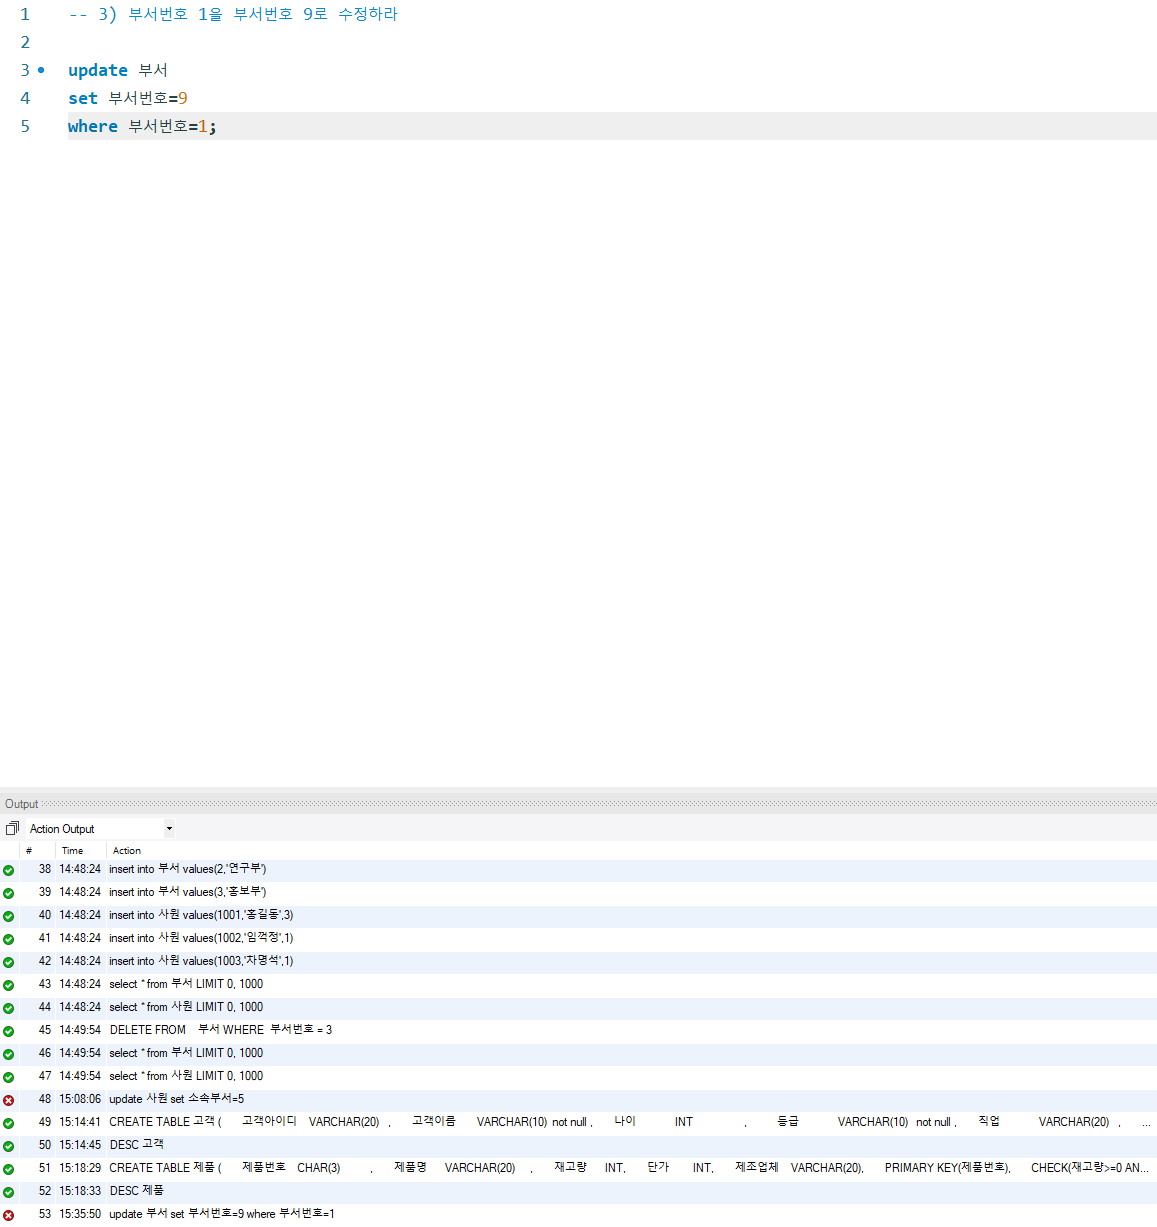 1 -- 3) 부서번호 1을 부서번호 9로 수정하라
2
3 update 부서
4 set 부서번호=9
5 where 부서번호=1;
Output
Action Output
# Time Action
38 14:48:24 insert into 부서 values(2,'연구부')
39 14:48:24 insert into 부서 values(3,'홍보부')
40 14:48:24 insert into 사원 values(1001,'홍길동',3)
41 14:48:24 insert into 사원 values(1002,'임꺽정',1)
42 14:48:24 insert into 사원 values(1003,'차명석',1)
43 14:48:24 select * from 부서 LIMIT 0, 1000
44 14:48:24 select * from 사원 LIMIT 0, 1000
45 14:49:54 DELETE FROM 부서 WHERE 부서번호 = 3
46 14:49:54 select * from 부서 LIMIT 0, 1000
47 14:49:54 select * from 사원 LIMIT 0, 1000
48 15:08:06 update 사원 set 소속부서=5
49 15:14:41 CREATE TABLE 고객 ( 고객아이디 VARCHAR(20) , 고객이름 VARCHAR(10) not null , 나이 INT , 등급 VARCHAR(10) not null , 직업 VARCHAR(20) , ...
50 15:14:45 DESC 고객
51 15:18:29 CREATE TABLE 제품 ( 제품번호 CHAR(3) , 제품명 VARCHAR(20) , 재고량 INT, 단가 INT, 제조업체 VARCHAR(20), PRIMARY KEY(제품번호), CHECK(재고량>=0 AN...
52 15:18:33 DESC 제품
53 15:35:50 update 부서 set 부서번호=9 where 부서번호=1